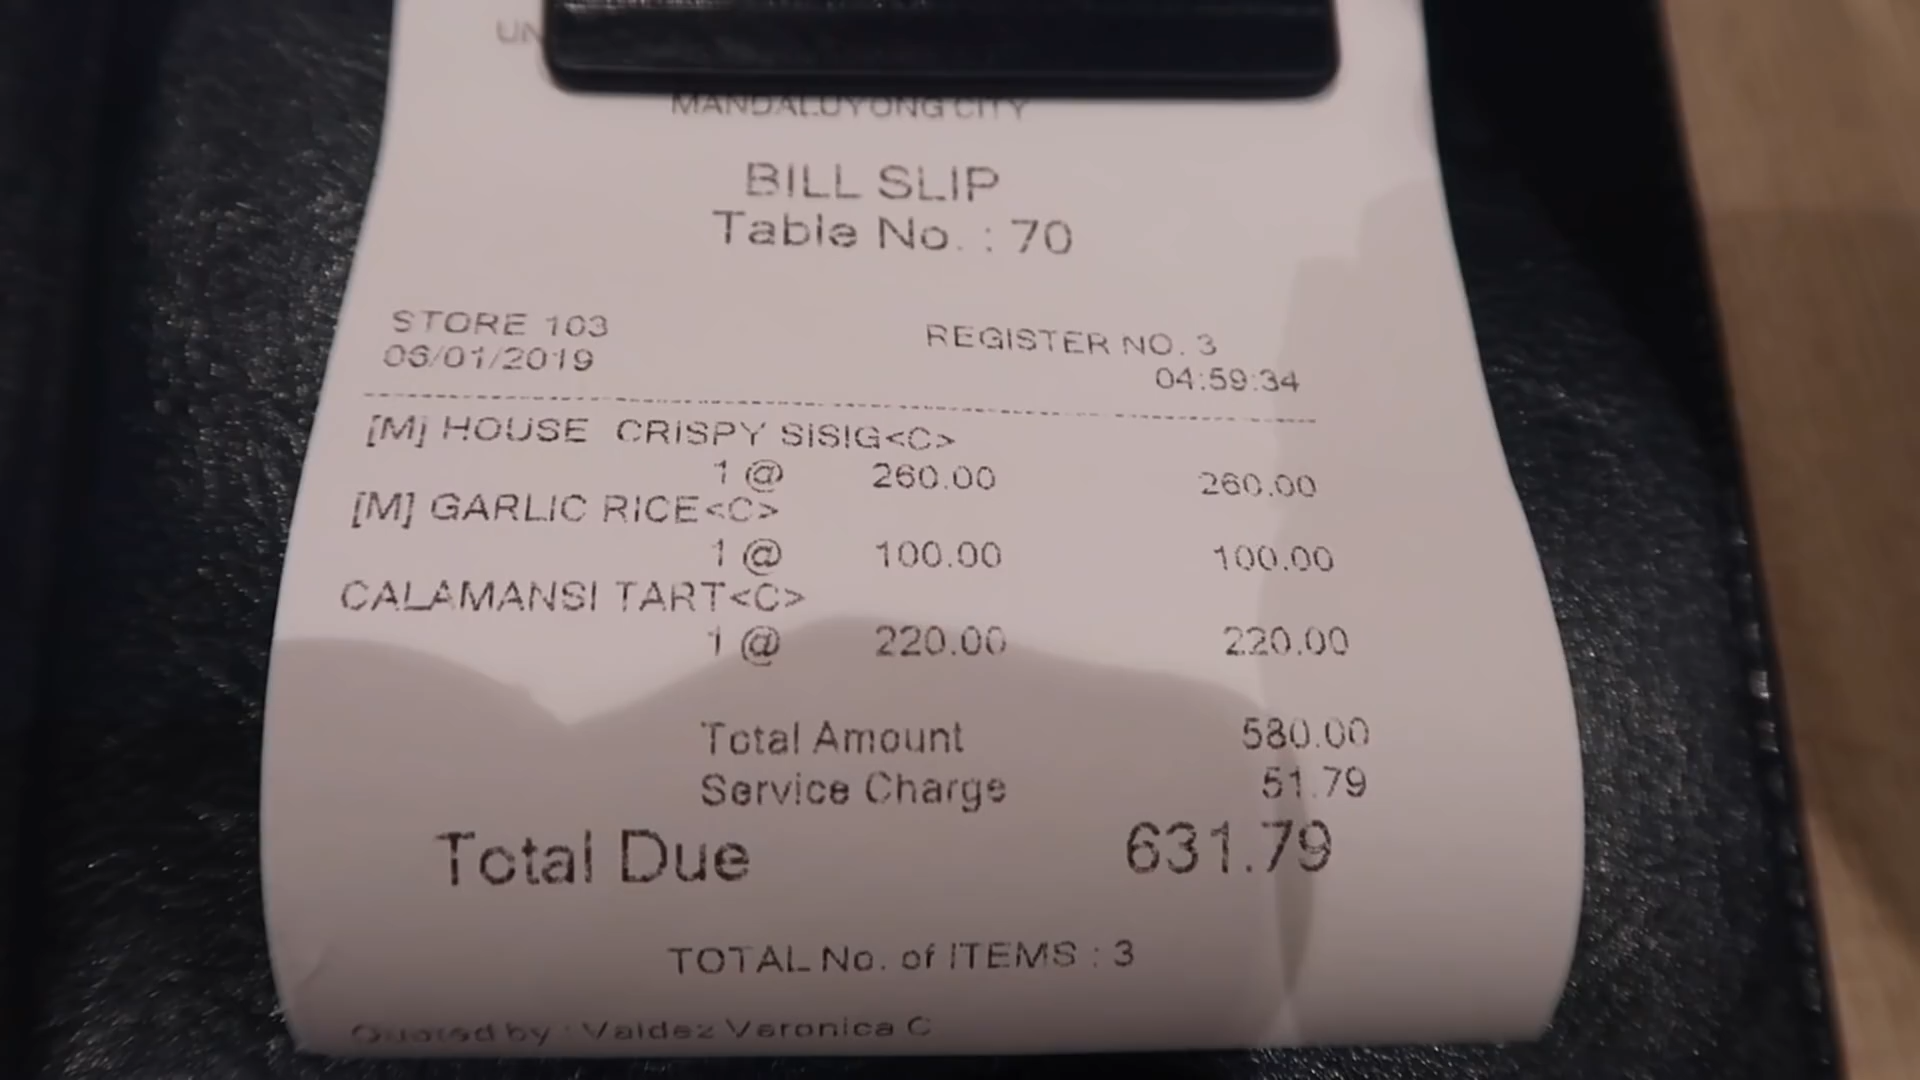 MANDALUYONG CITY
BILL SLIP
Table No. : 70
STORE 103 REGISTER NO. 3
06/01/2019 04:59:34
[M] HOUSE CRISPY SISIG<C>
1 @ 260.00 260.00
[M] GARLIC RICE<C>
1 @ 100.00 100.00
CALAMANSI TART<C>
1 @ 220.00 220.00
Total Amount 580.00
Service Charge 51.79
Total Due 631.79
TOTAL No. of ITEMS : 3
by : Valdez Veronica C